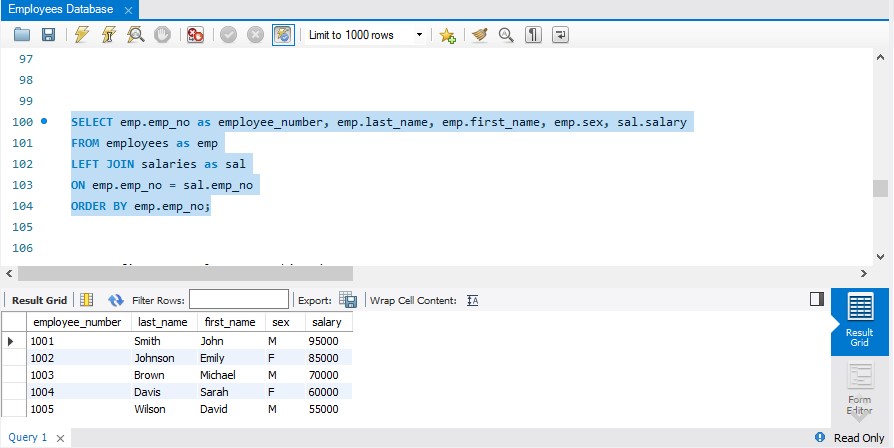 Employees Database ×
Limit to 1000 rows
97
98
99
100 SELECT emp.emp_no as employee_number, emp.last_name, emp.first_name, emp.sex, sal.salary
101 FROM employees as emp
102 LEFT JOIN salaries as sal
103 ON emp.emp_no = sal.emp_no
104 ORDER BY emp.emp_no;
105
106
Result Grid Filter Rows: Export: Wrap Cell Content:
employee_number last_name first_name sex salary
1001 Smith John M 95000
1002 Johnson Emily F 85000
1003 Brown Michael M 70000
1004 Davis Sarah F 60000
1005 Wilson David M 55000
Result
Grid
Form
Editor
Query 1 × Read Only